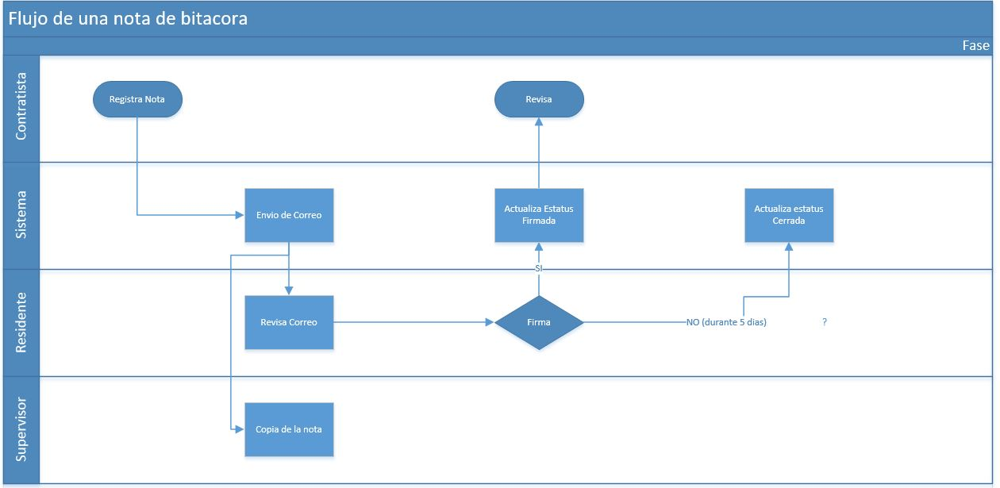 Flujo de una nota de bitacora
Fase
Contratista
Registra Nota
Revisa
Sistema
Envio de Correo
Actualiza Estatus
Firmada
Actualiza estatus
Cerrada
SI
Residente
Revisa Correo
Firma
NO (durante 5 dias)
?
Supervisor
Copia de la nota